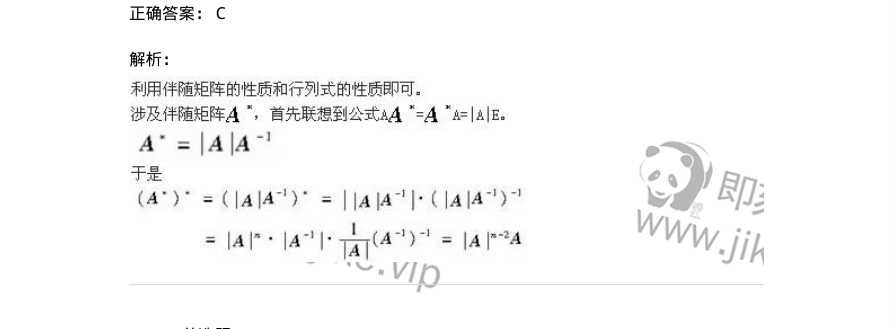 正确答案： C
解析：
利用伴随矩阵的性质和行列式的性质即可。
涉及伴随矩阵A*，首先联想到公式AA*=A*A=|A|E。
A* = |A|A⁻¹
于是
(A*)* = (|A|A⁻¹)* = ||A|A⁻¹|·(|A|A⁻¹)⁻¹
= |A|ⁿ · |A⁻¹| · 1/|A| (A⁻¹)⁻¹ = |A|ⁿ⁻²A
www.jik
.vip